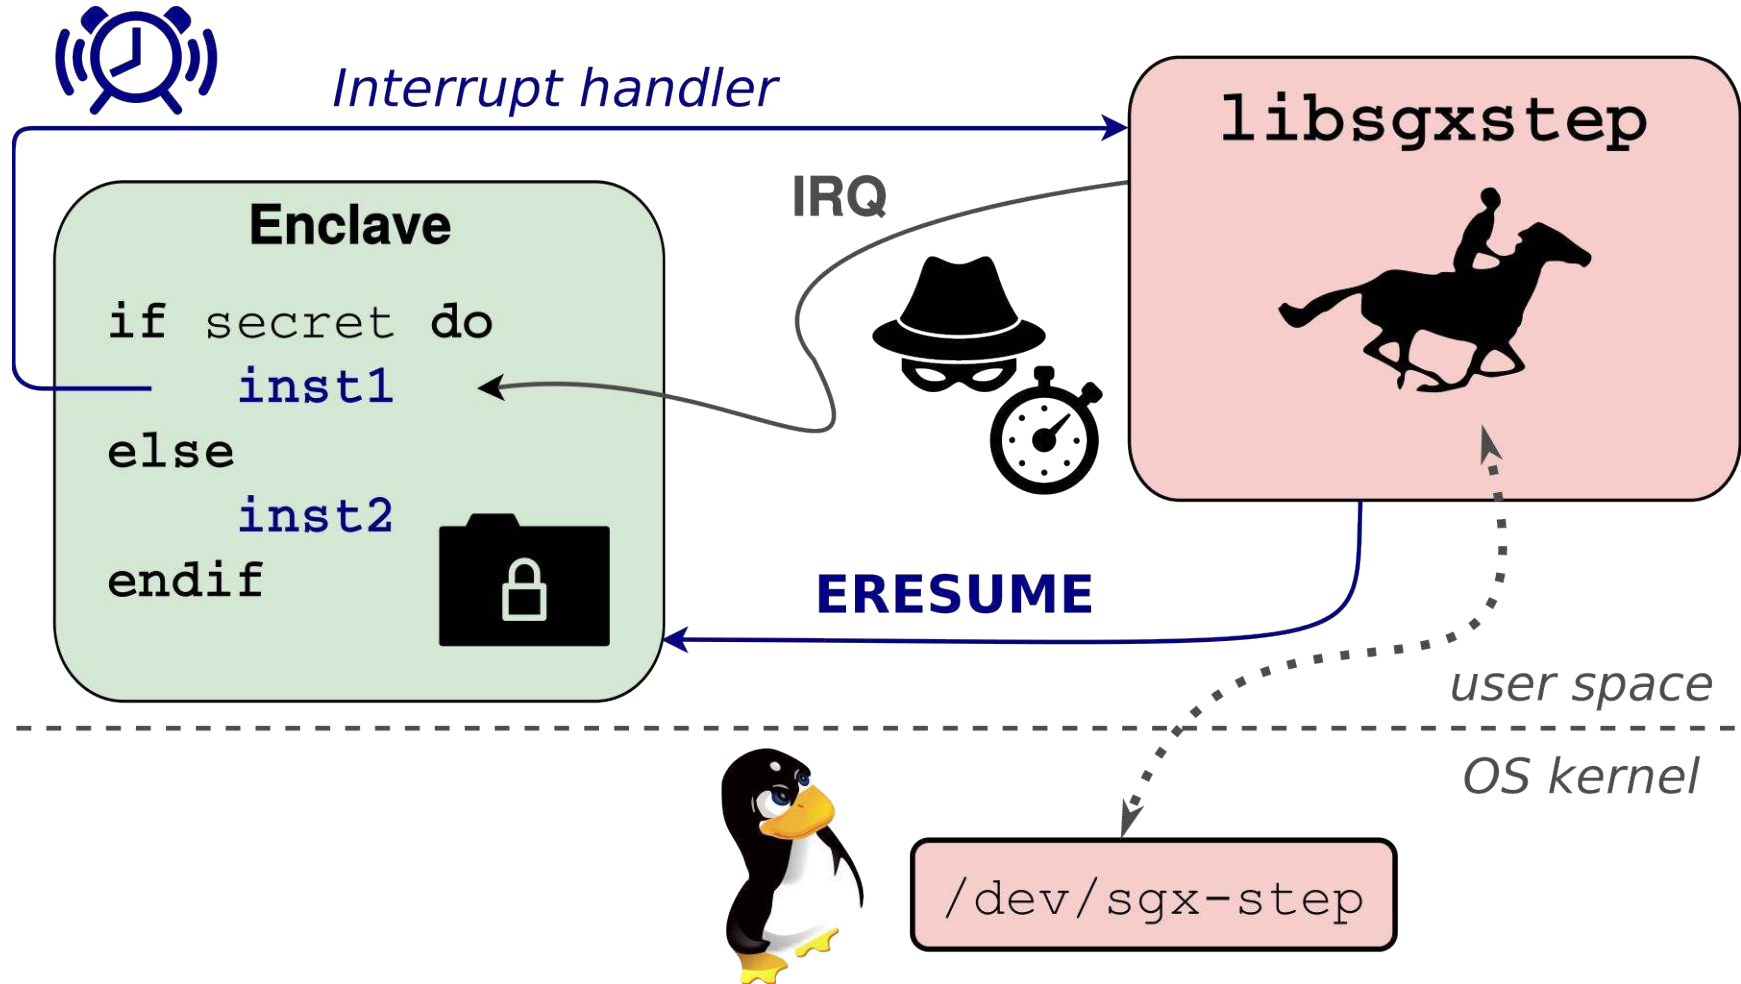 Interrupt handler
libsgxstep
IRQ
Enclave
if secret do
inst1
else
inst2
endif
ERESUME
user space
OS kernel
/dev/sgx-step